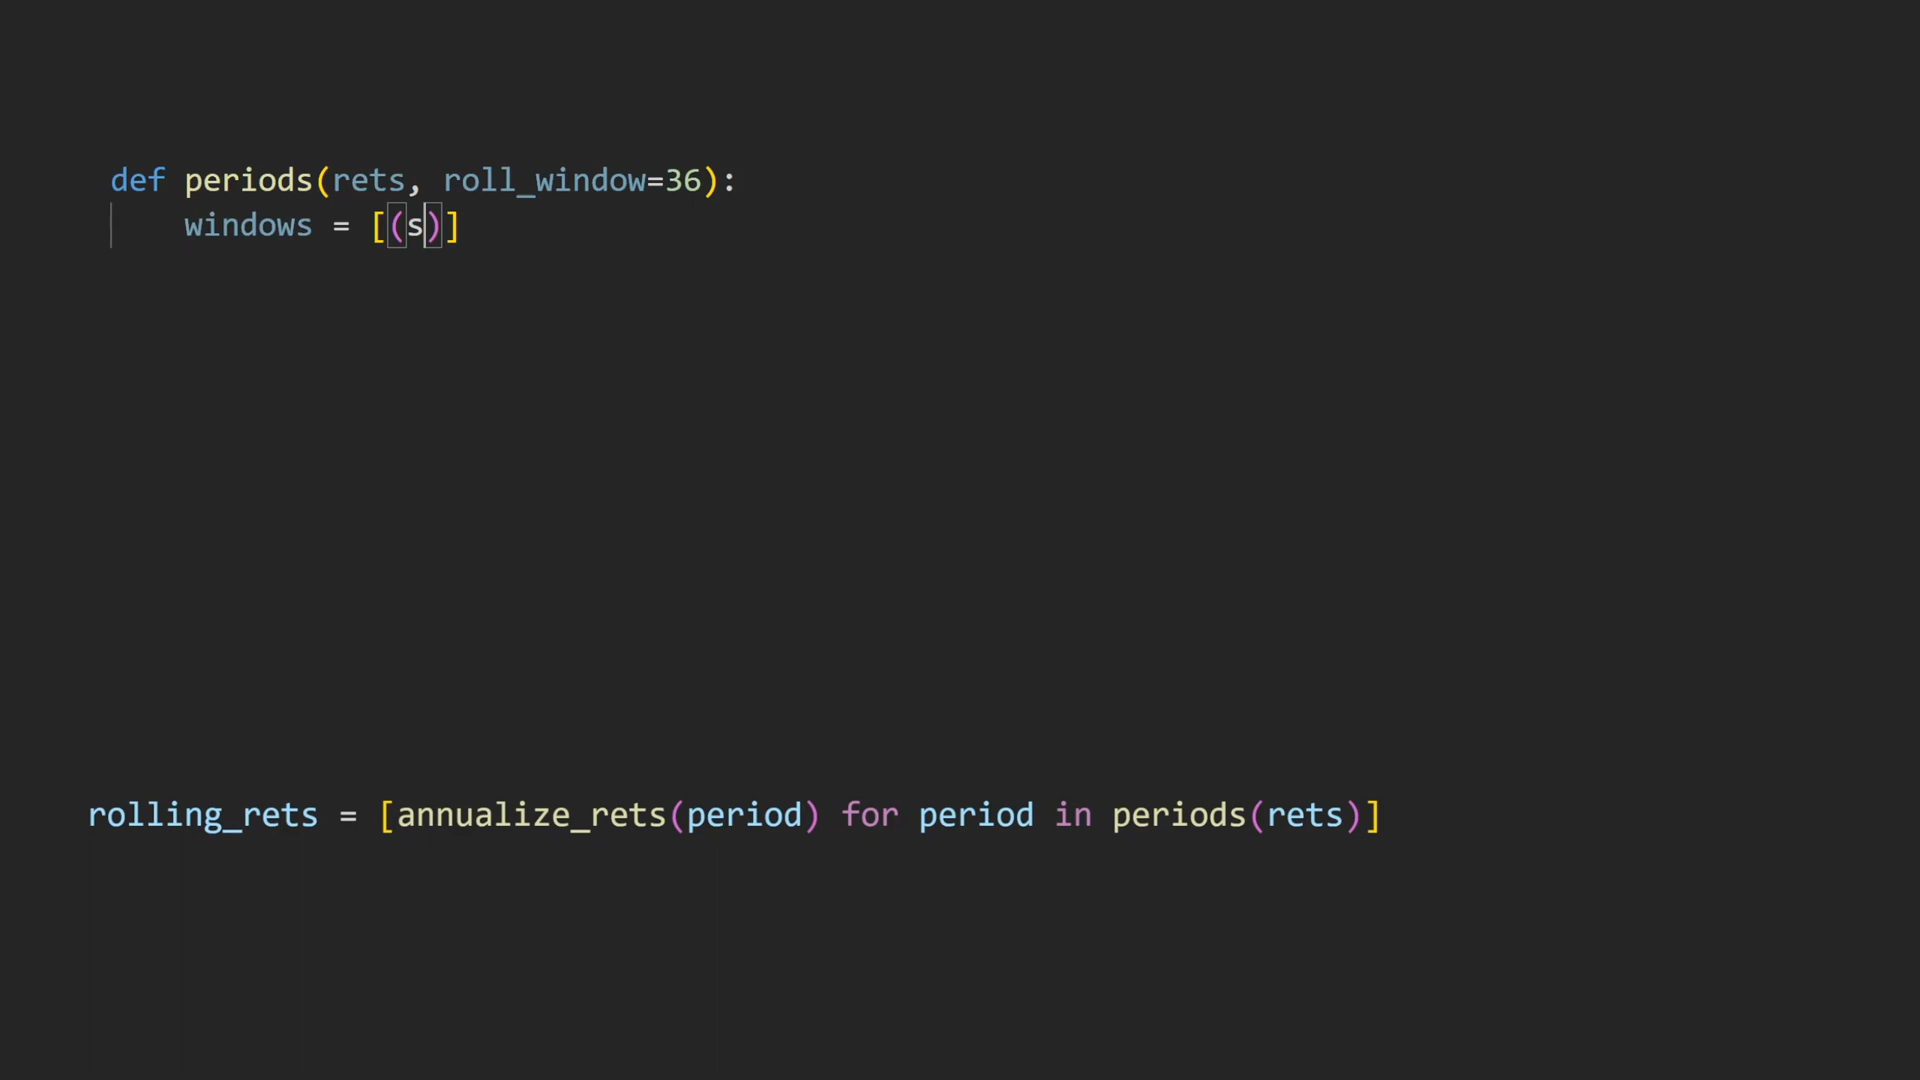 def periods(rets, roll_window=36):
    windows = [(s)]
rolling_rets = [annualize_rets(period) for period in periods(rets)]